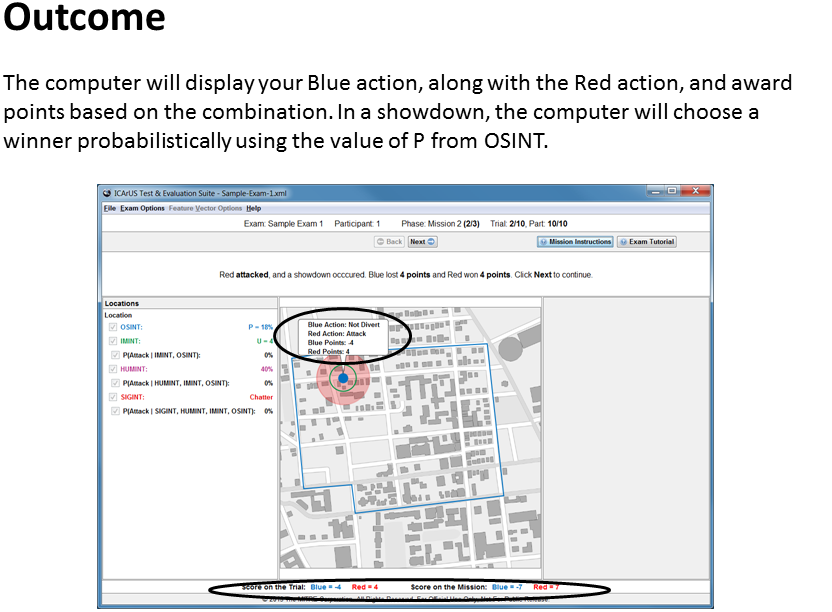 Outcome
The computer will display your Blue action, along with the Red action, and award
points based on the combination. In a showdown, the computer will choose a
winner probabilistically using the value of P from OSINT.
ICArUS Test & Evaluation Suite - Sample-Exam-1.xml
File Exam Options Feature Vector Options Help
Exam: Sample Exam 1 Participant: 1 Phase: Mission 2 (2/3) Trial: 2/10, Part: 10/10
Back Next Mission Instructions Exam Tutorial
Red attacked, and a showdown occcured. Blue lost 4 points and Red won 4 points. Click Next to continue.
Locations
Location
OSINT: P = 18%
IMINT: U = 4
P(Attack | IMINT, OSINT): 0%
HUMINT: 40%
P(Attack | HUMINT, IMINT, OSINT): 0%
SIGINT: Chatter
P(Attack | SIGINT, HUMINT, IMINT, OSINT): 0%
Blue Action: Not Divert
Red Action: Attack
Blue Points: -4
Red Points: 4
Score on the Trial: Blue = -4 Red = 4 Score on the Mission: Blue = -7 Red = 7
The MITRE Corporation. All Rights Reserved. For Official Use Only. Not For Public Release.